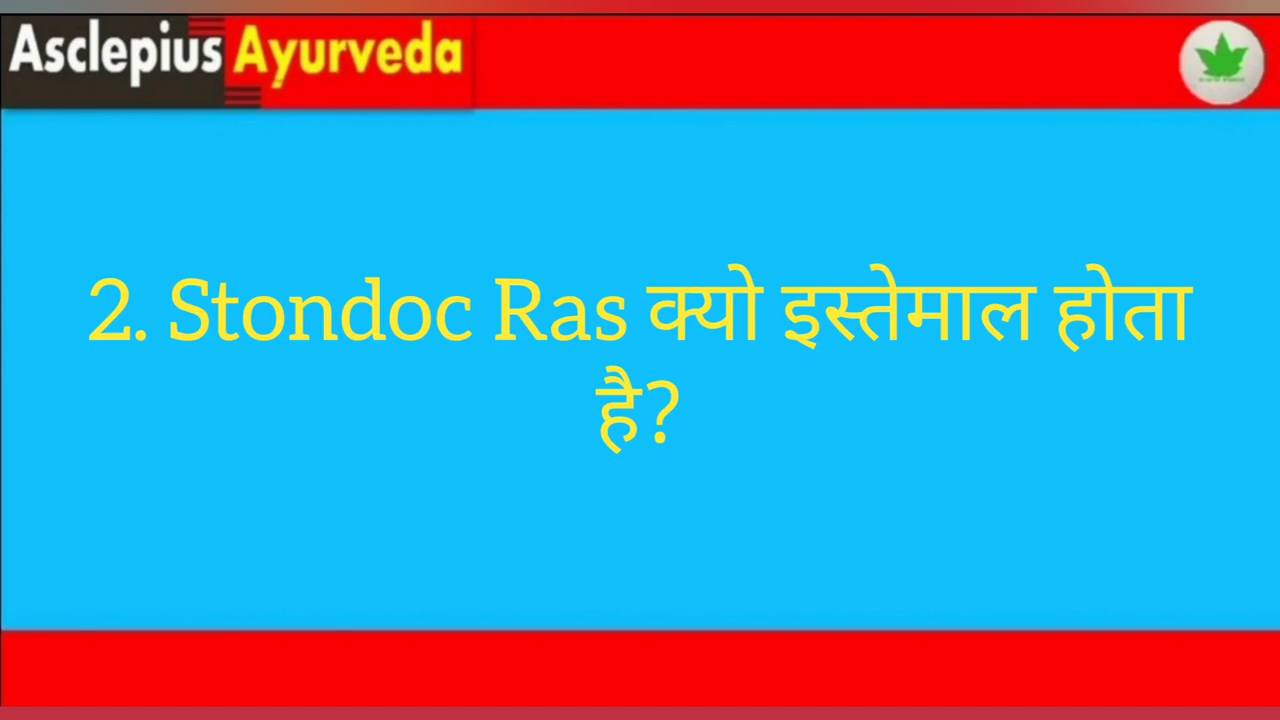 Asclepius Ayurveda
2. Stondoc Ras क्यो इस्तेमाल होता
है?